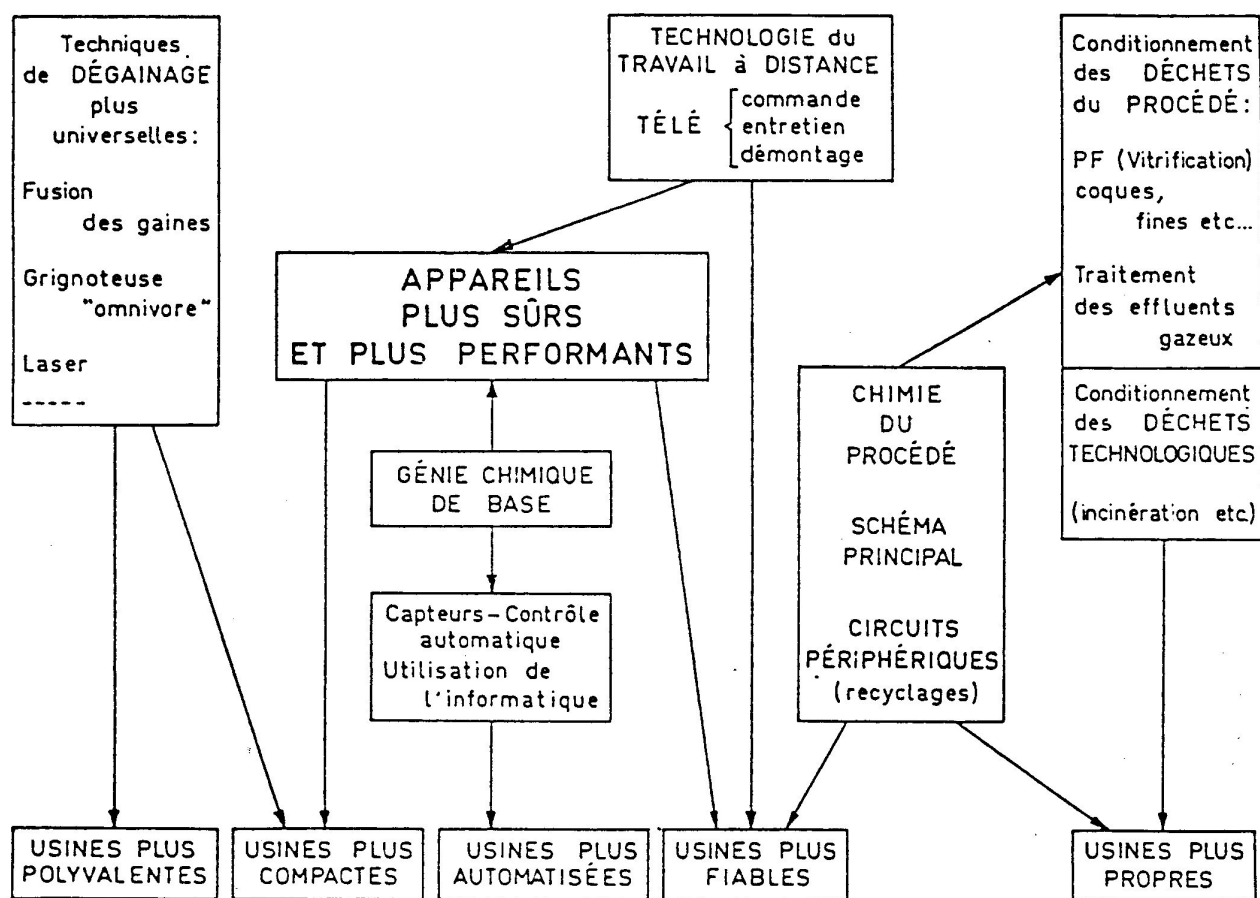 Techniques
de DÉGAINAGE
plus
universelles:
Fusion
des gaines
Grignoteuse
"omnivore"
Laser
-----
TECHNOLOGIE du
TRAVAIL à DISTANCE
TÉLÉ
commande
entretien
démontage
Conditionnement
des DÉCHETS
du PROCÉDÉ:
PF (Vitrification)
coques,
fines etc...
Traitement
des effluents
gazeux
Conditionnement
des DÉCHETS
TECHNOLOGIQUES
(incinération etc.)
APPAREILS
PLUS SÛRS
ET PLUS PERFORMANTS
GÉNIE CHIMIQUE
DE BASE
Capteurs-Contrôle
automatique
Utilisation de
l'informatique
CHIMIE
DU
PROCÉDÉ
SCHÉMA
PRINCIPAL
CIRCUITS
PÉRIPHÉRIQUES
(recyclages)
USINES PLUS
POLYVALENTES
USINES PLUS
COMPACTES
USINES PLUS
AUTOMATISÉES
USINES PLUS
FIABLES
USINES PLUS
PROPRES